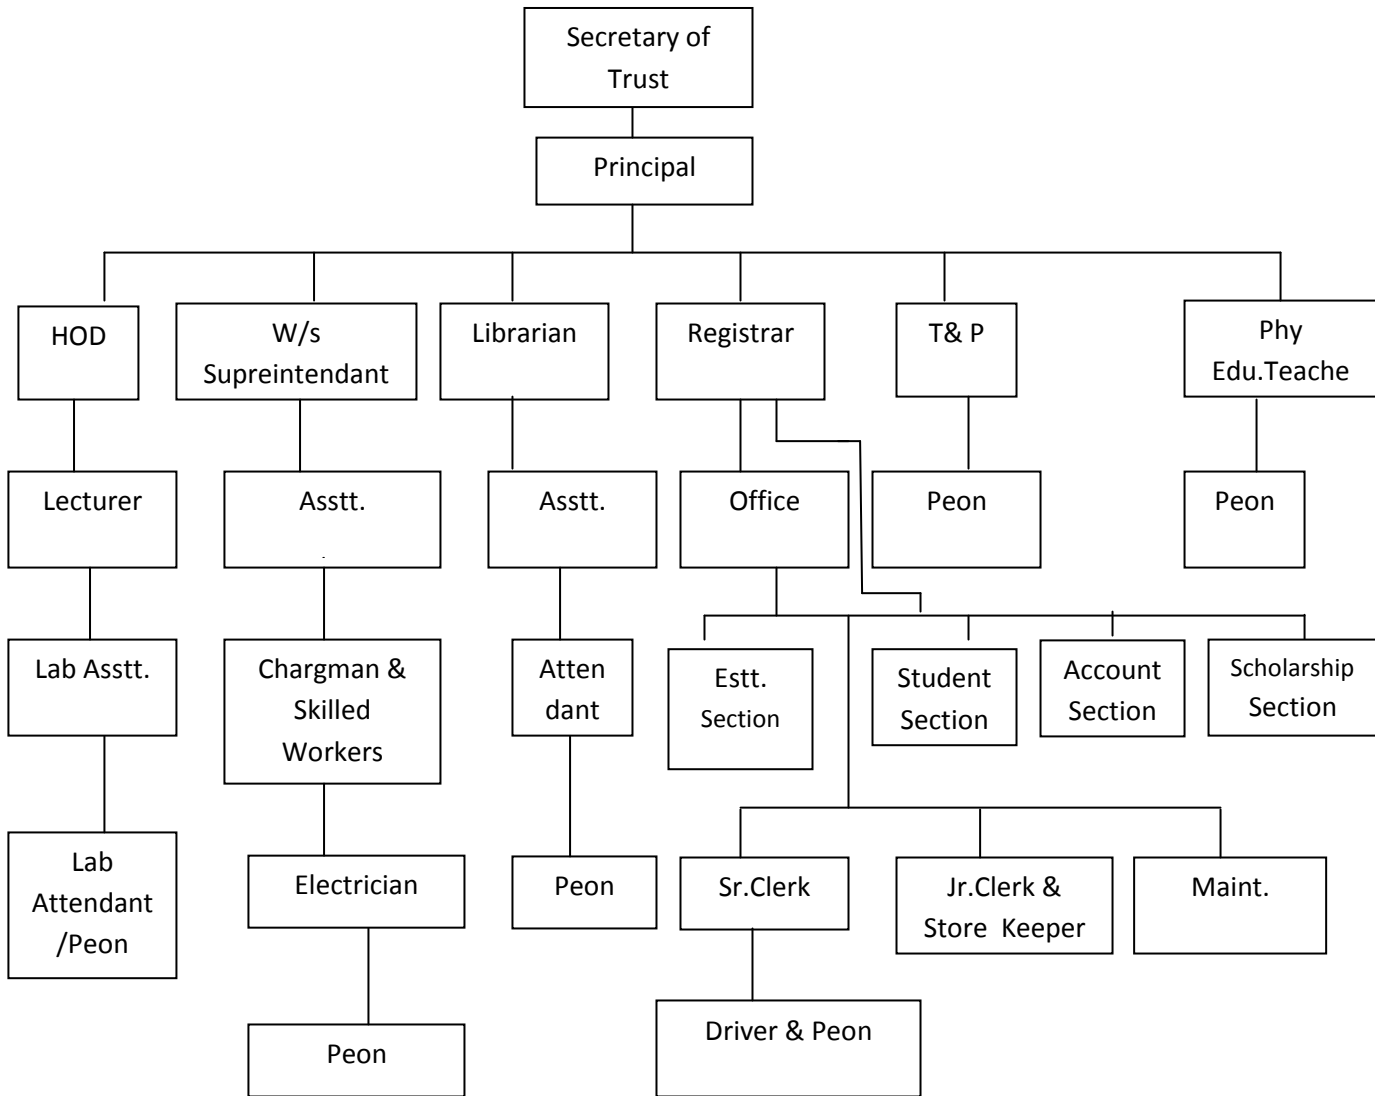 Secretary of
Trust
Principal
HOD
W/s
Supreintendant
Librarian
Registrar
T& P
Phy
Edu.Teache
Lecturer
Asstt.
.
Asstt.
Office
Peon
Peon
Lab Asstt.
Chargman &
Skilled
Workers
Atten
dant
Estt.
Section
Student
Section
Account
Section
Scholarship
Section
Lab
Attendant
/Peon
Electrician
Peon
Sr.Clerk
Jr.Clerk &
Store Keeper
Maint.
Peon
Driver & Peon